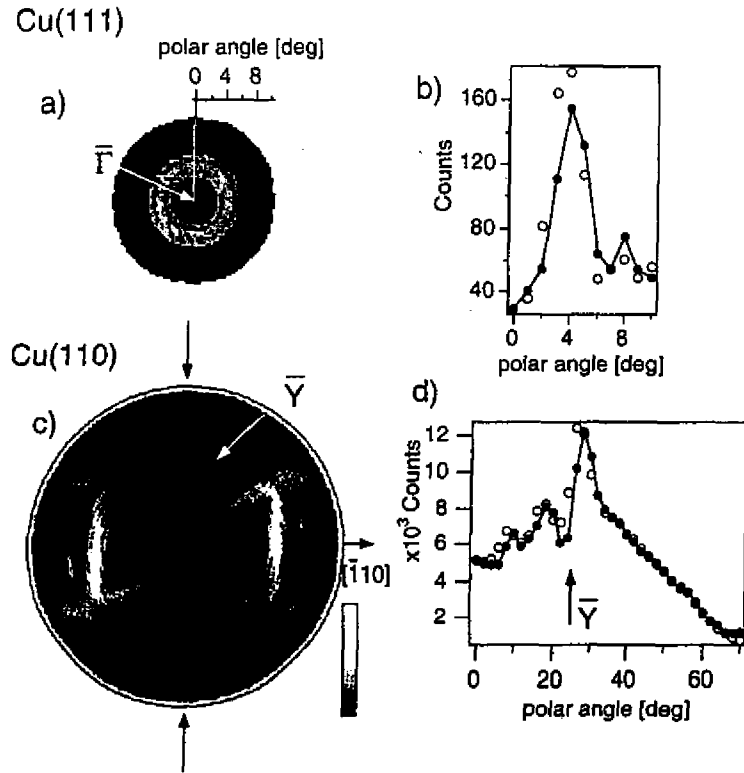 Cu(111)
polar angle [deg]
0 4 8
a)
Γ̅
b)
Counts
160
120
80
40
0 4 8
polar angle [deg]
Cu(110)
c)
Y̅
[1̅10]
d)
x10³ Counts
12
10
8
6
4
2
Y̅
0 20 40 60
polar angle [deg]